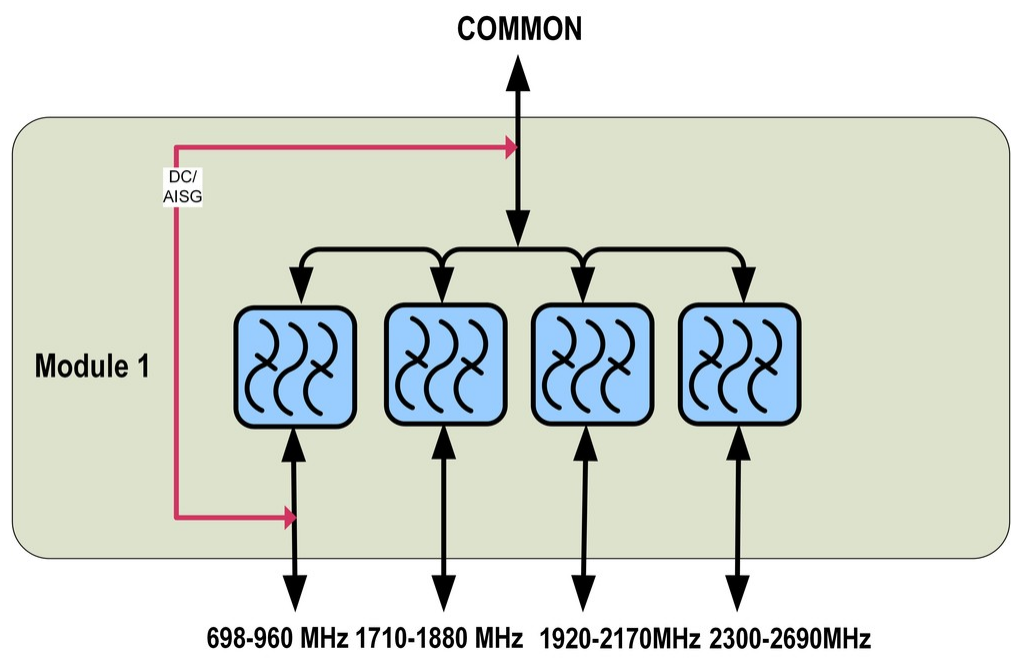 COMMON
DC/
AISG
Module 1
698-960 MHz 1710-1880 MHz 1920-2170MHz 2300-2690MHz